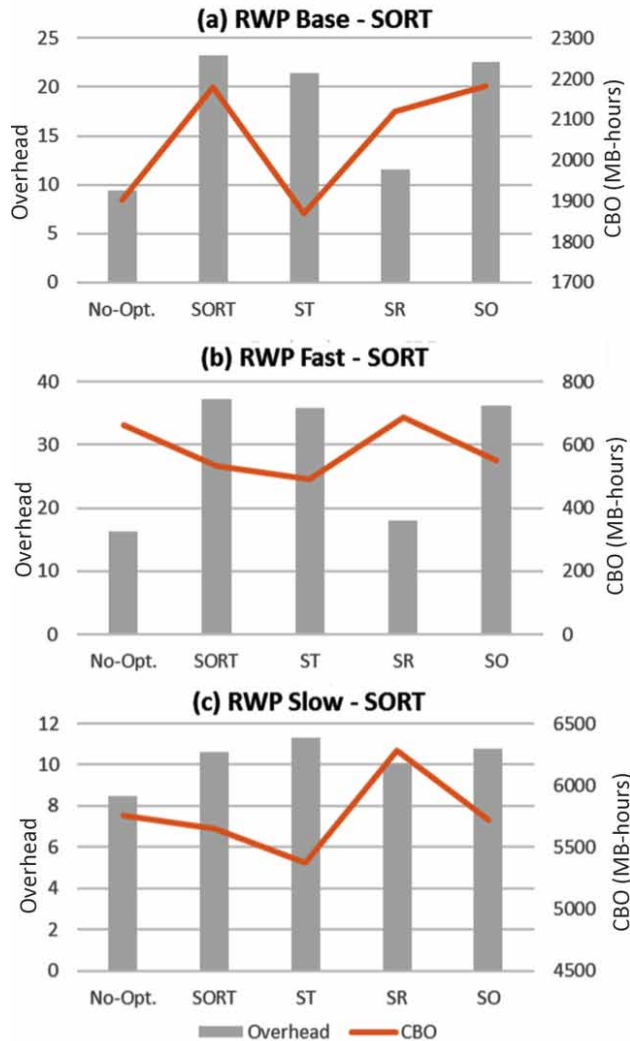 (a) RWP Base - SORT
Overhead
25
20
15
10
5
0
2300
2200
2100
2000
1900
1800
1700
CBO (MB-hours)
No-Opt. SORT ST SR SO
(b) RWP Fast - SORT
Overhead
40
30
20
10
0
800
600
400
200
0
CBO (MB-hours)
No-Opt. SORT ST SR SO
(c) RWP Slow - SORT
Overhead
12
10
8
6
4
2
0
6500
6000
5500
5000
4500
CBO (MB-hours)
No-Opt. SORT ST SR SO
Overhead CBO